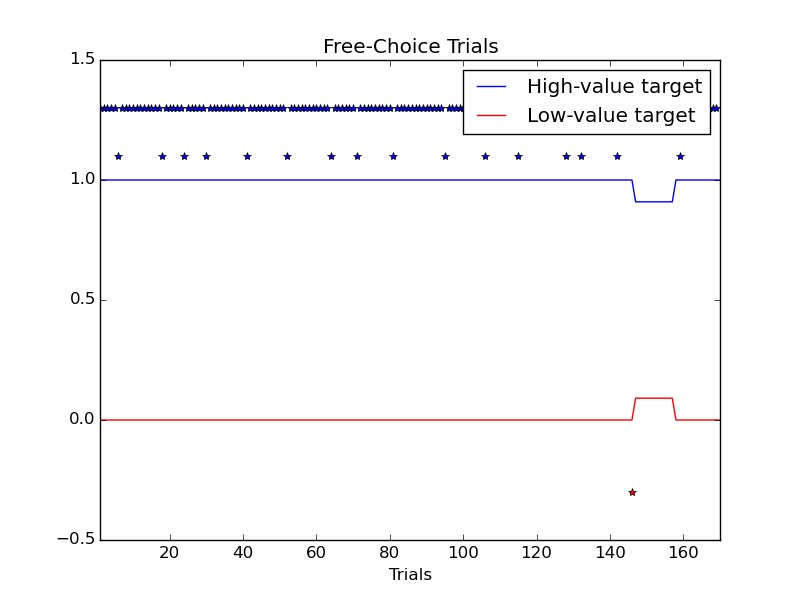 Free-Choice Trials
High-value target
Low-value target
1.5
1.0
0.5
0.0
−0.5
20 40 60 80 100 120 140 160
Trials